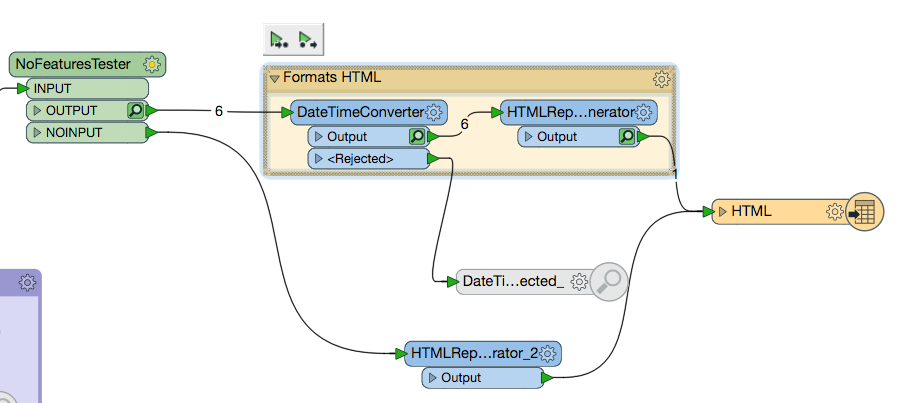 NoFeaturesTester
INPUT
OUTPUT
NOINPUT
6
Formats HTML
DateTimeConverter
Output
<Rejected>
6
HTMLRep...nerator
Output
1
HTML
DateTi...ected_
HTMLRep...rator_2
Output